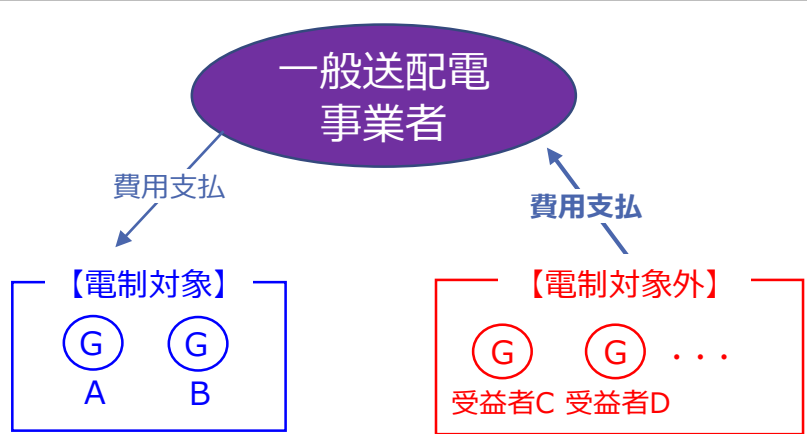 一般送配電
事業者
費用支払
費用支払
【電制対象】
G G
A B
【電制対象外】
G G ・・・
受益者C 受益者D